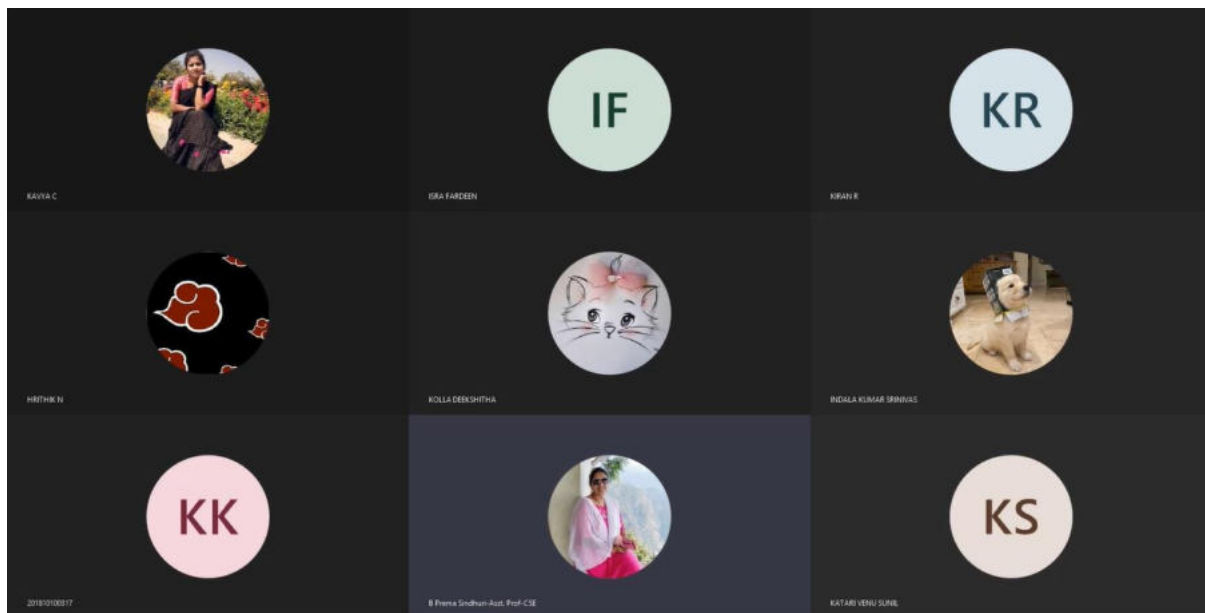 KAVYA C
IF
ISRA FARDEEN
KR
KIRAN R
HRITHIK N
KOLLA DEEKSHITHA
INDALA KUMAR SRINIVAS
KK
201810100317
B Prema Sindhuri-Asst. Prof-CSE
KS
KATARI VENU SUNIL